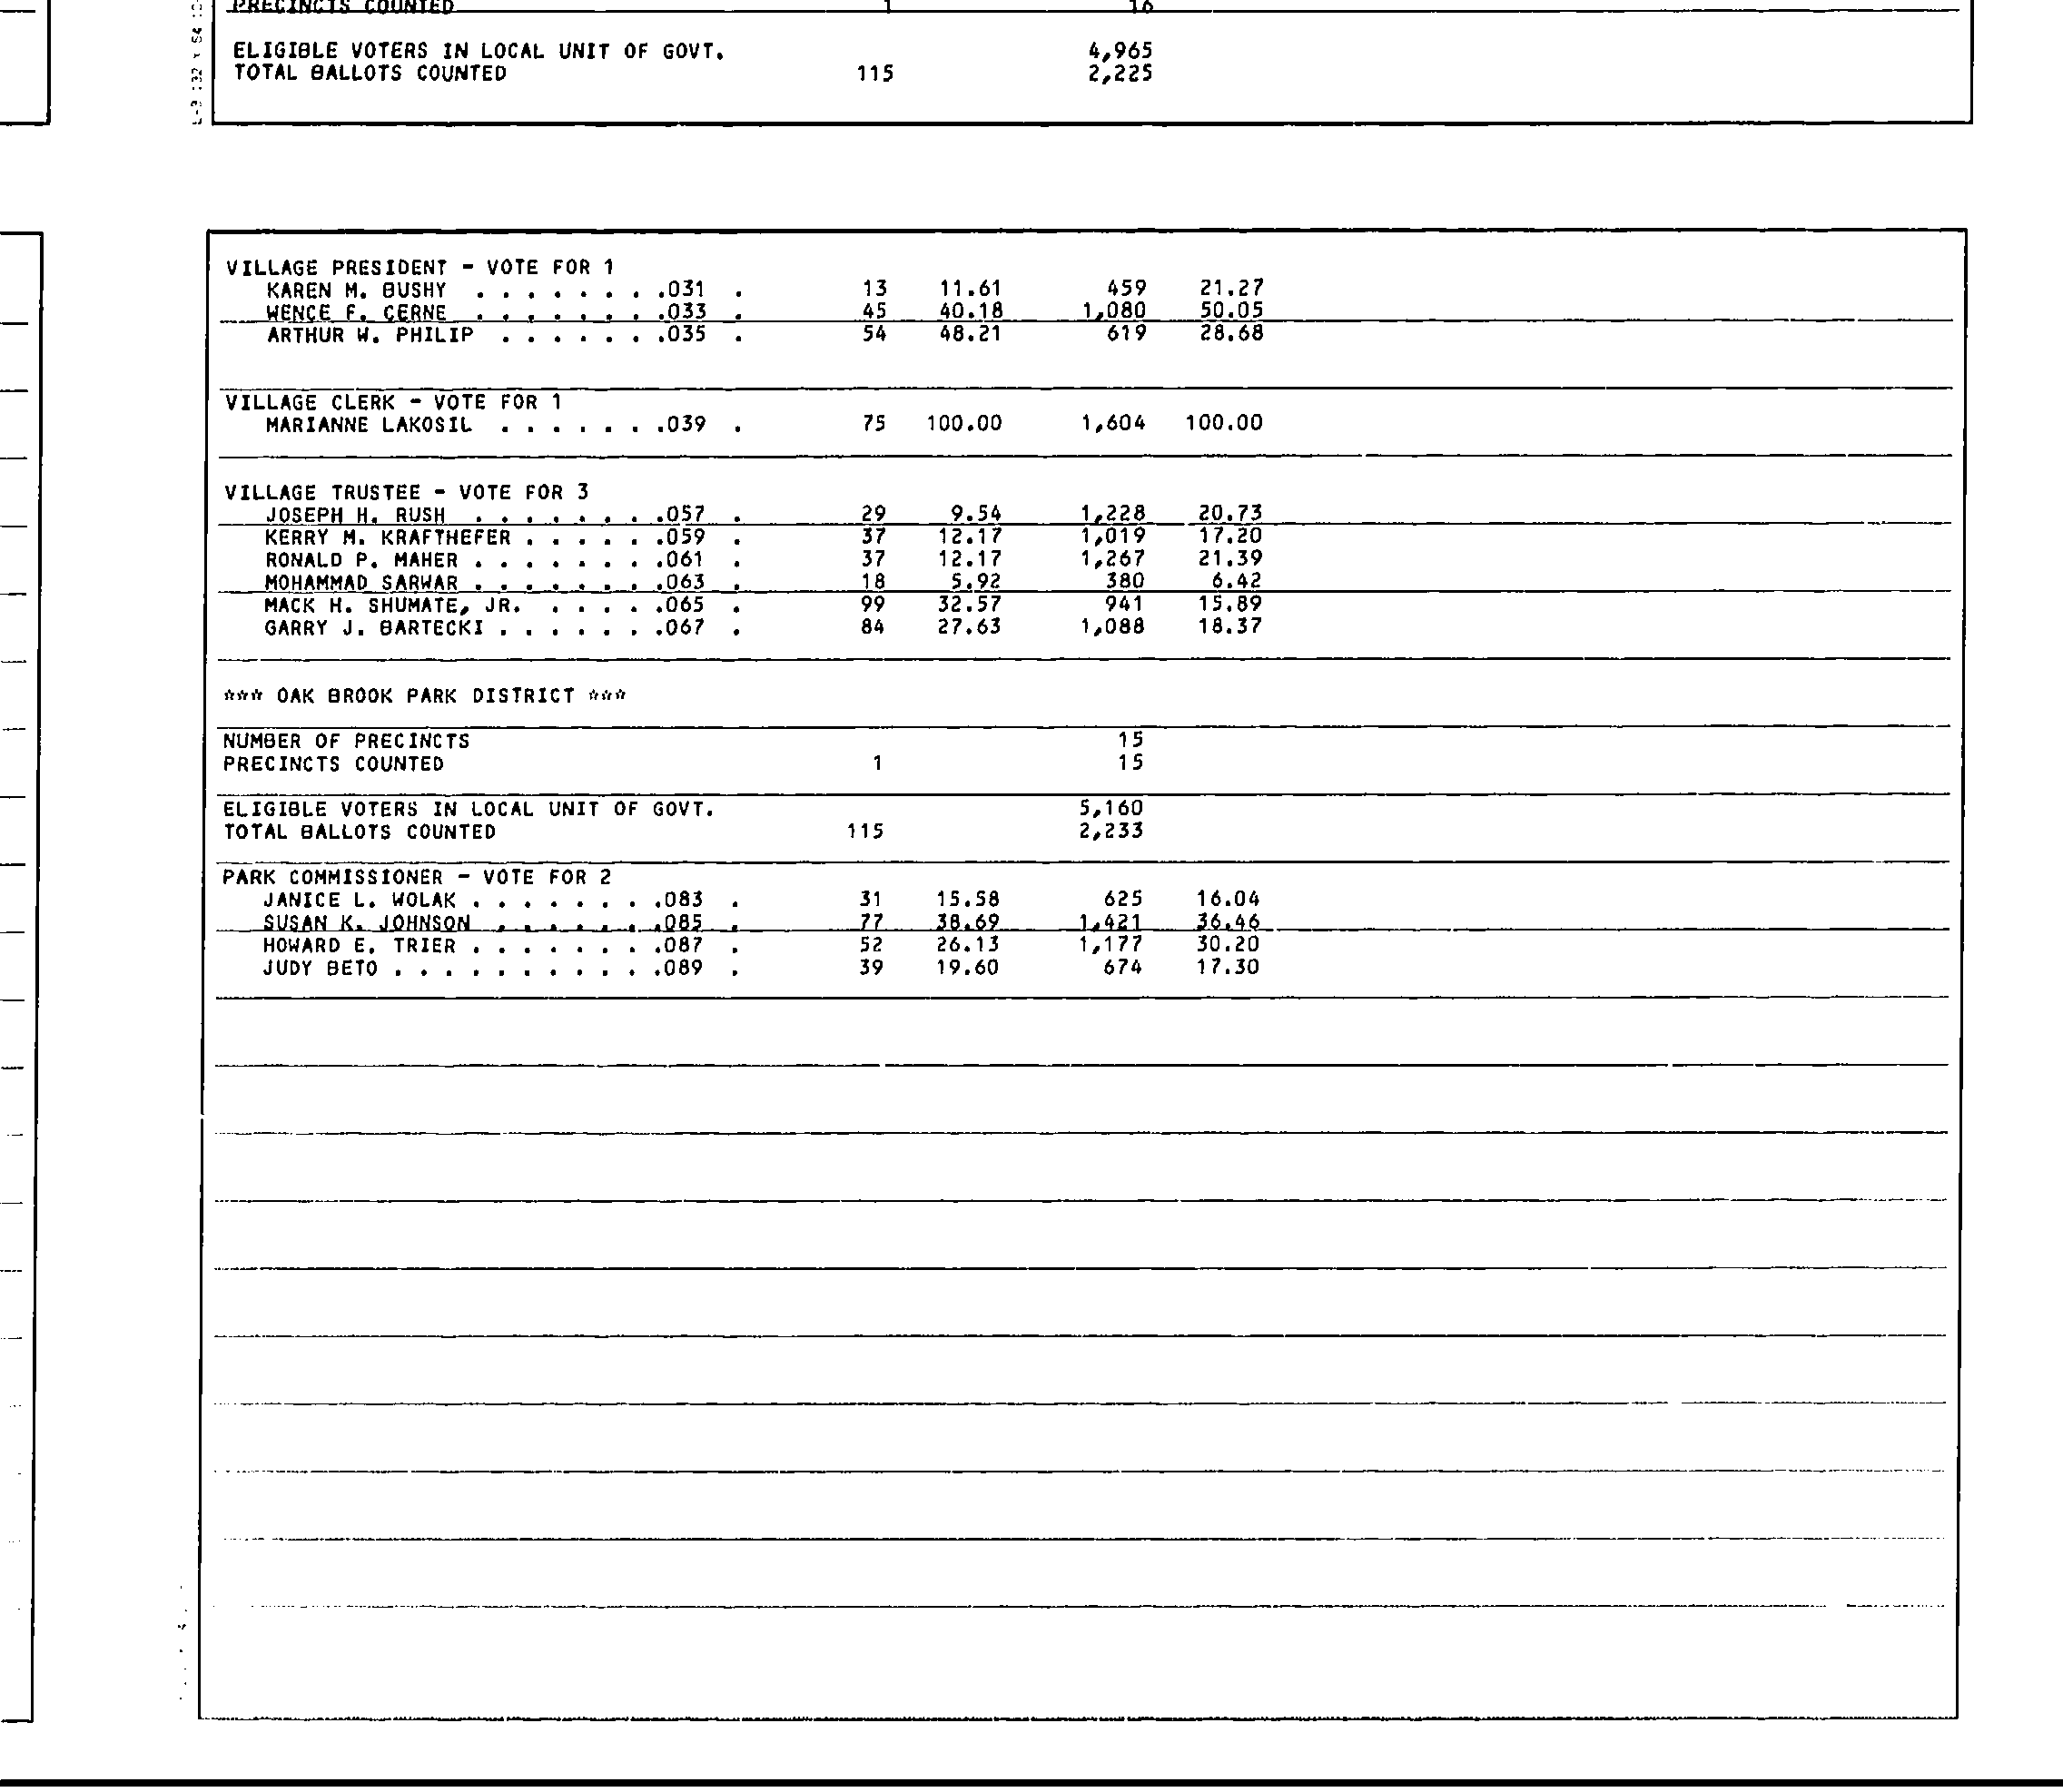 PRECINCTS COUNTED 1 16
ELIGIBLE VOTERS IN LOCAL UNIT OF GOVT. 4,965
TOTAL BALLOTS COUNTED 115 2,225
VILLAGE PRESIDENT - VOTE FOR 1
KAREN M. BUSHY . . . . . . . .031 . 13 11.61 459 21.27
WENCE F. CERNE . . . . . . . .033 . 45 40.18 1,080 50.05
ARTHUR W. PHILIP . . . . . . .035 . 54 48.21 619 28.68
VILLAGE CLERK - VOTE FOR 1
MARIANNE LAKOSIL . . . . . . .039 . 75 100.00 1,604 100.00
VILLAGE TRUSTEE - VOTE FOR 3
JOSEPH H. RUSH . . . . . . . .057 . 29 9.54 1,228 20.73
KERRY M. KRAFTHEFER . . . . . .059 . 37 12.17 1,019 17.20
RONALD P. MAHER . . . . . . . .061 . 37 12.17 1,267 21.39
MOHAMMAD SARWAR . . . . . . . .063 . 18 5.92 380 6.42
MACK H. SHUMATE, JR. . . . . .065 . 99 32.57 941 15.89
GARRY J. BARTECKI . . . . . . .067 . 84 27.63 1,088 18.37
*** OAK BROOK PARK DISTRICT ***
NUMBER OF PRECINCTS 15
PRECINCTS COUNTED 1 15
ELIGIBLE VOTERS IN LOCAL UNIT OF GOVT. 5,160
TOTAL BALLOTS COUNTED 115 2,233
PARK COMMISSIONER - VOTE FOR 2
JANICE L. WOLAK . . . . . . . .083 . 31 15.58 625 16.04
SUSAN K. JOHNSON . . . . . . .085 . 77 38.69 1,421 36.46
HOWARD E. TRIER . . . . . . . .087 . 52 26.13 1,177 30.20
JUDY BETO . . . . . . . . . . .089 . 39 19.60 674 17.30